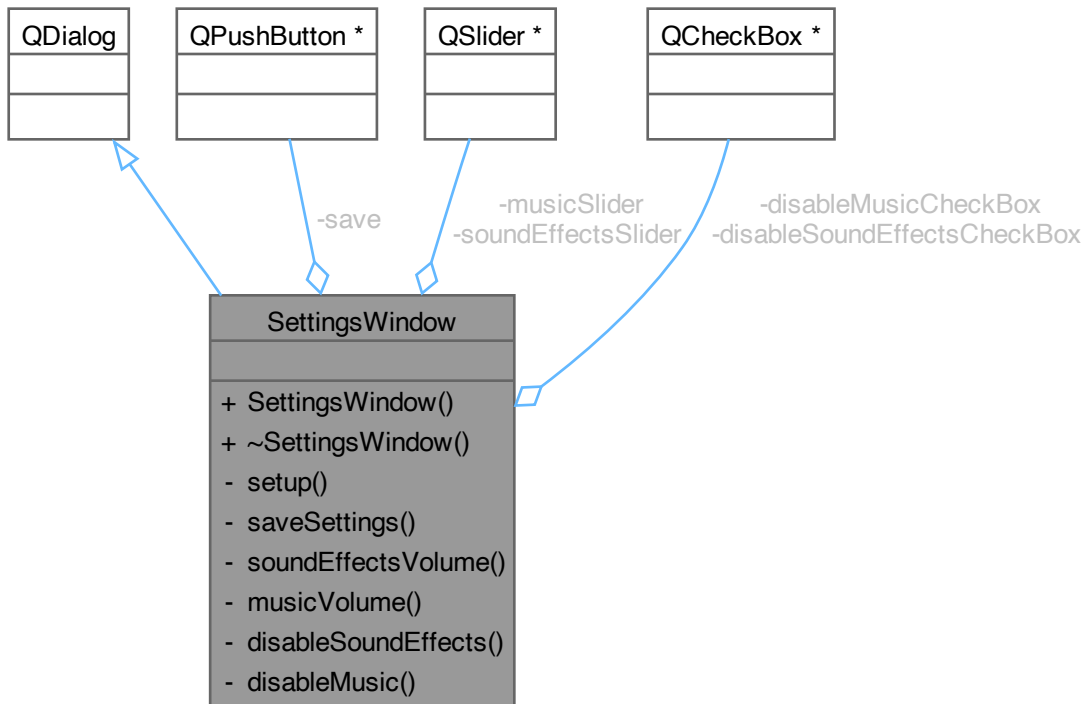 QDialog
QPushButton *
QSlider *
QCheckBox *
-save
-musicSlider
-soundEffectsSlider
-disableMusicCheckBox
-disableSoundEffectsCheckBox
SettingsWindow
+ SettingsWindow()
+ ~SettingsWindow()
- setup()
- saveSettings()
- soundEffectsVolume()
- musicVolume()
- disableSoundEffects()
- disableMusic()